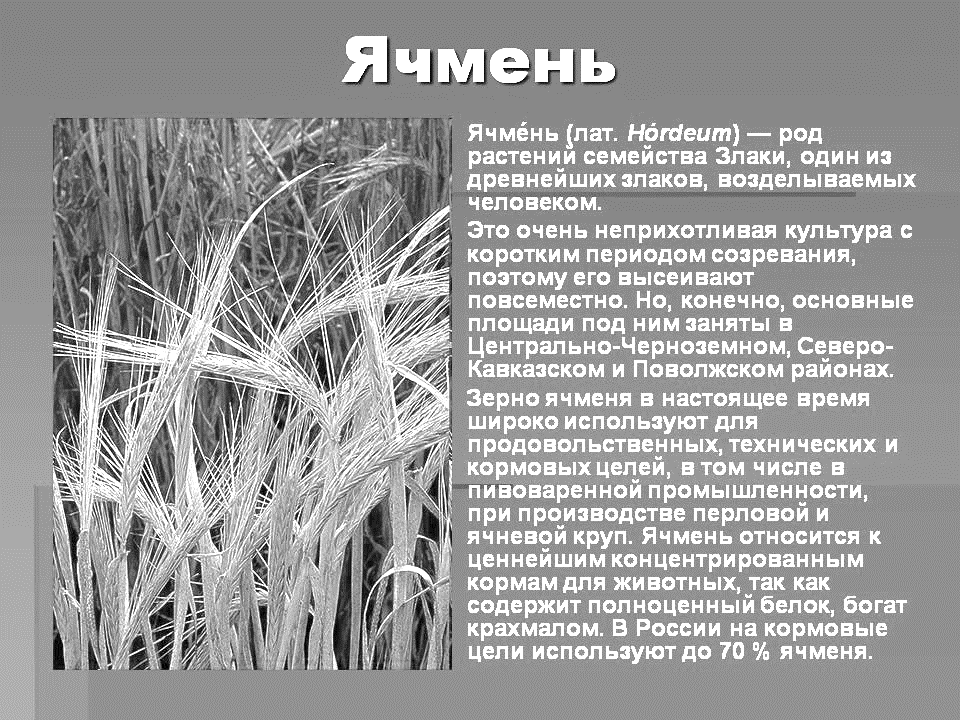 Ячмень
Ячме́нь (лат. Hórdeum) — род
растений семейства Злаки, один из
древнейших злаков, возделываемых
человеком.
Это очень неприхотливая культура с
коротким периодом созревания,
поэтому его высеивают
повсеместно. Но, конечно, основные
площади под ним заняты в
Центрально-Черноземном, Северо-
Кавказском и Поволжском районах.
Зерно ячменя в настоящее время
широко используют для
продовольственных, технических и
кормовых целей, в том числе в
пивоваренной промышленности,
при производстве перловой и
ячневой круп. Ячмень относится к
ценнейшим концентрированным
кормам для животных, так как
содержит полноценный белок, богат
крахмалом. В России на кормовые
цели используют до 70 % ячменя.